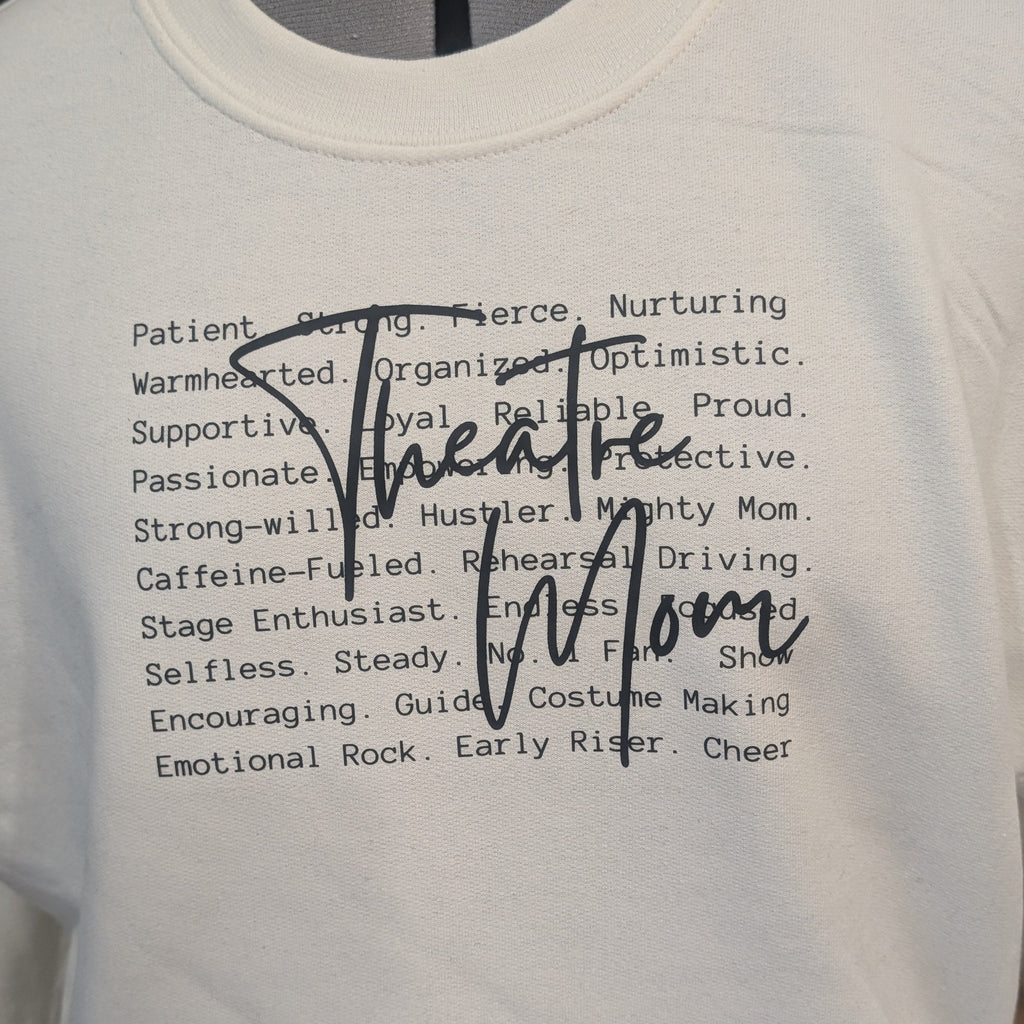 Patient. Strong. Fierce. Nurturing
Warmhearted. Organized. Optimistic.
Supportive. Loyal. Reliable. Proud.
Passionate. Empowering. Protective.
Strong-willed. Hustler. Mighty Mom.
Caffeine-Fueled. Rehearsal Driving.
Stage Enthusiast. Endless Focused
Selfless. Steady. No. 1 Fan. Show
Encouraging. Guide. Costume Making
Emotional Rock. Early Riser. Cheer
Theatre
Mom